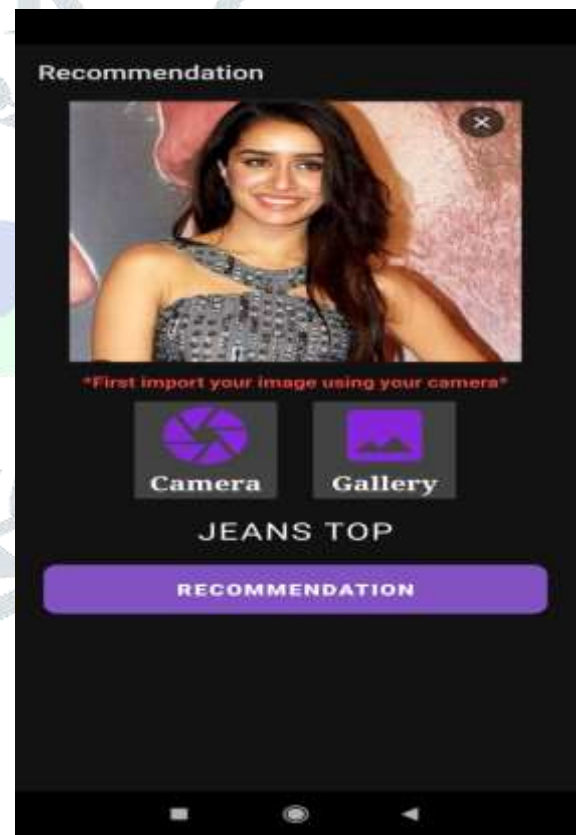 Recommendation
*First import your image using your camera*
Camera Gallery
JEANS TOP
RECOMMENDATION